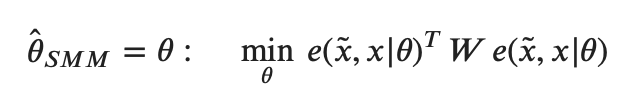 θ̂_SMM = θ : min_θ e(x̃, x|θ)^T W e(x̃, x|θ)